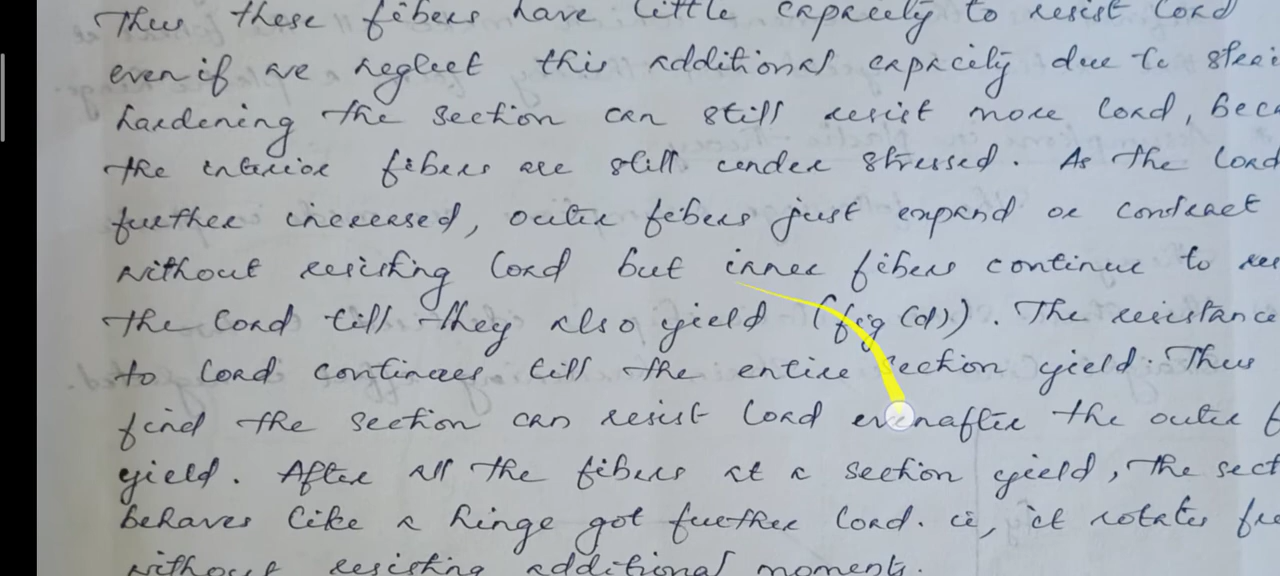 Thus these fibers have little capacity to resist load
even if we neglect this additional capacity due to strai
hardening the section can still resist more load, bec
the interior fibers are still under stressed. As the load
further increased, outer fibers just expand or contract
without resisting load but inner fibers continue to res
the load till they also yield (fig (d)). The resistance
to load continues till the entire section yield. Thus
find the section can resist load even after the outer f
yield. After all the fibers at a section yield, the sect
behaves like a hinge got further load. ie, it rotates fre
without resisting additional moments.